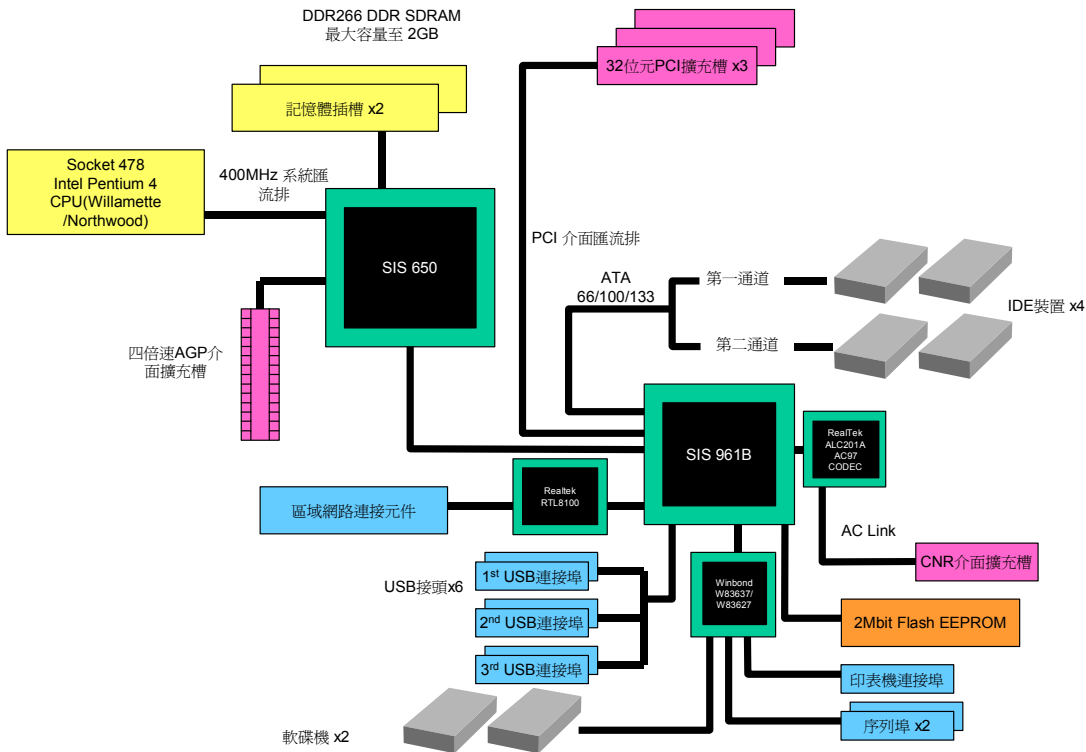 DDR266 DDR SDRAM
最大容量至 2GB
32位元PCI擴充槽 x3
記憶體插槽 x2
Socket 478
Intel Pentium 4
CPU(Willamette
/Northwood)
400MHz 系統匯
流排
SIS 650
PCI 介面匯流排
ATA
66/100/133
第一通道
第二通道
IDE裝置 x4
四倍速AGP介
面擴充槽
SIS 961B
RealTek
ALC201A
AC97
CODEC
Realtek
RTL8100
區域網路連接元件
AC Link
CNR介面擴充槽
USB接頭x6
1st USB連接埠
2nd USB連接埠
3rd USB連接埠
Winbond
W83637/
W83627
2Mbit Flash EEPROM
印表機連接埠
序列埠 x2
軟碟機 x2